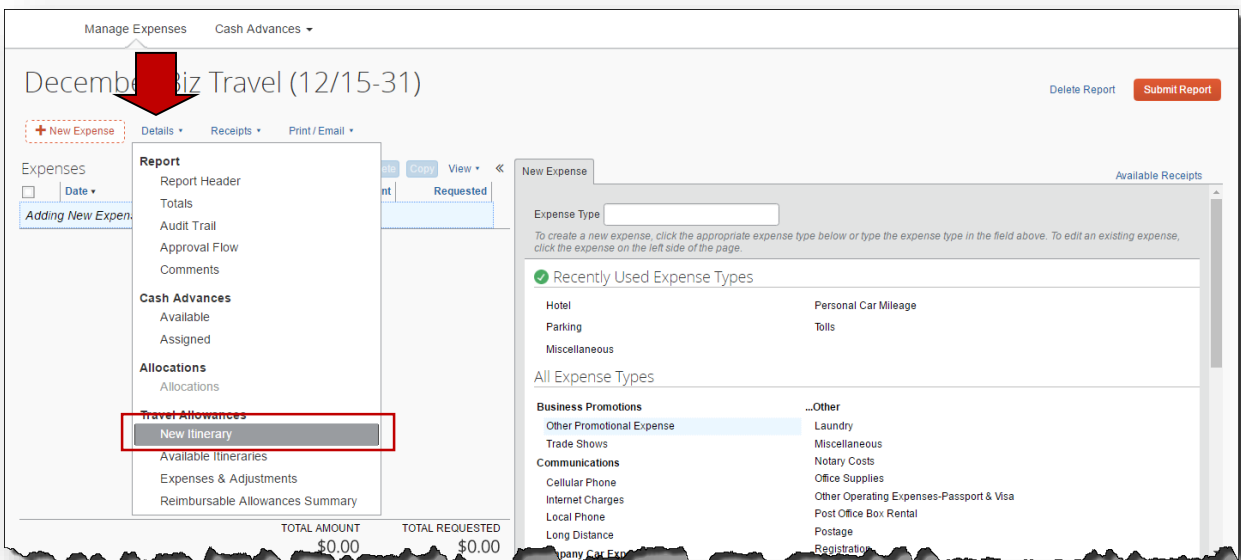 Manage Expenses Cash Advances
December Biz Travel (12/15-31)
Delete Report Submit Report
+ New Expense Details Receipts Print / Email
Expenses
Copy View «
Date
Requested
Adding New
Report
Report Header
Totals
Audit Trail
Approval Flow
Comments
Cash Advances
Available
Assigned
Allocations
Allocations
Travel Allowances
New Itinerary
Available Itineraries
Expenses & Adjustments
Reimbursable Allowances Summary
TOTAL AMOUNT TOTAL REQUESTED
$0.00 $0.00
New Expense
Available Receipts
Expense Type
To create a new expense, click the appropriate expense type below or type the expense type in the field above. To edit an existing expense,
click the expense on the left side of the page.
Recently Used Expense Types
Hotel Personal Car Mileage
Parking Tolls
Miscellaneous
All Expense Types
Business Promotions ...Other
Other Promotional Expense Laundry
Trade Shows Miscellaneous
Communications Notary Costs
Cellular Phone Office Supplies
Internet Charges Other Operating Expenses-Passport & Visa
Local Phone Post Office Box Rental
Long Distance Postage
Car Registration